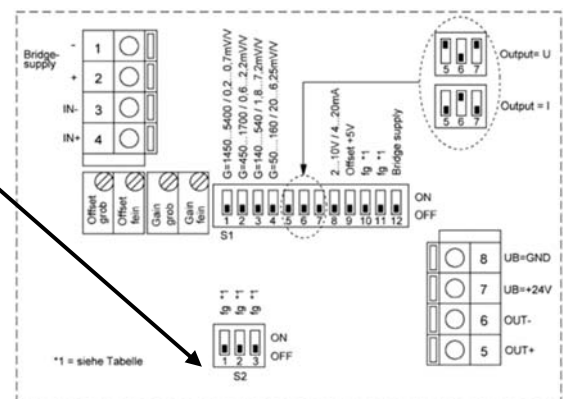 Bridge-
supply
-
+
IN-
IN+
1
2
3
4
Offset
grob
Offset
fein
Gain
grob
Gain
fein
G=1450...5400 / 0,2...0,7mV/V
G=450...1700 / 0,6...2,2mV/V
G=140...540 / 1,8...7,2mV/V
G=50...160 / 20...6,25mV/V
2...10V / 4...20mA
Offset +5V
fg *1
fg *1
Bridge supply
1 2 3 4 5 6 7 8 9 10 11 12
ON
OFF
S1
5 6 7
Output= U
5 6 7
Output = I
fg *1
fg *1
fg *1
1 2 3
ON
OFF
S2
*1 = siehe Tabelle
8 UB=GND
7 UB=+24V
6 OUT-
5 OUT+